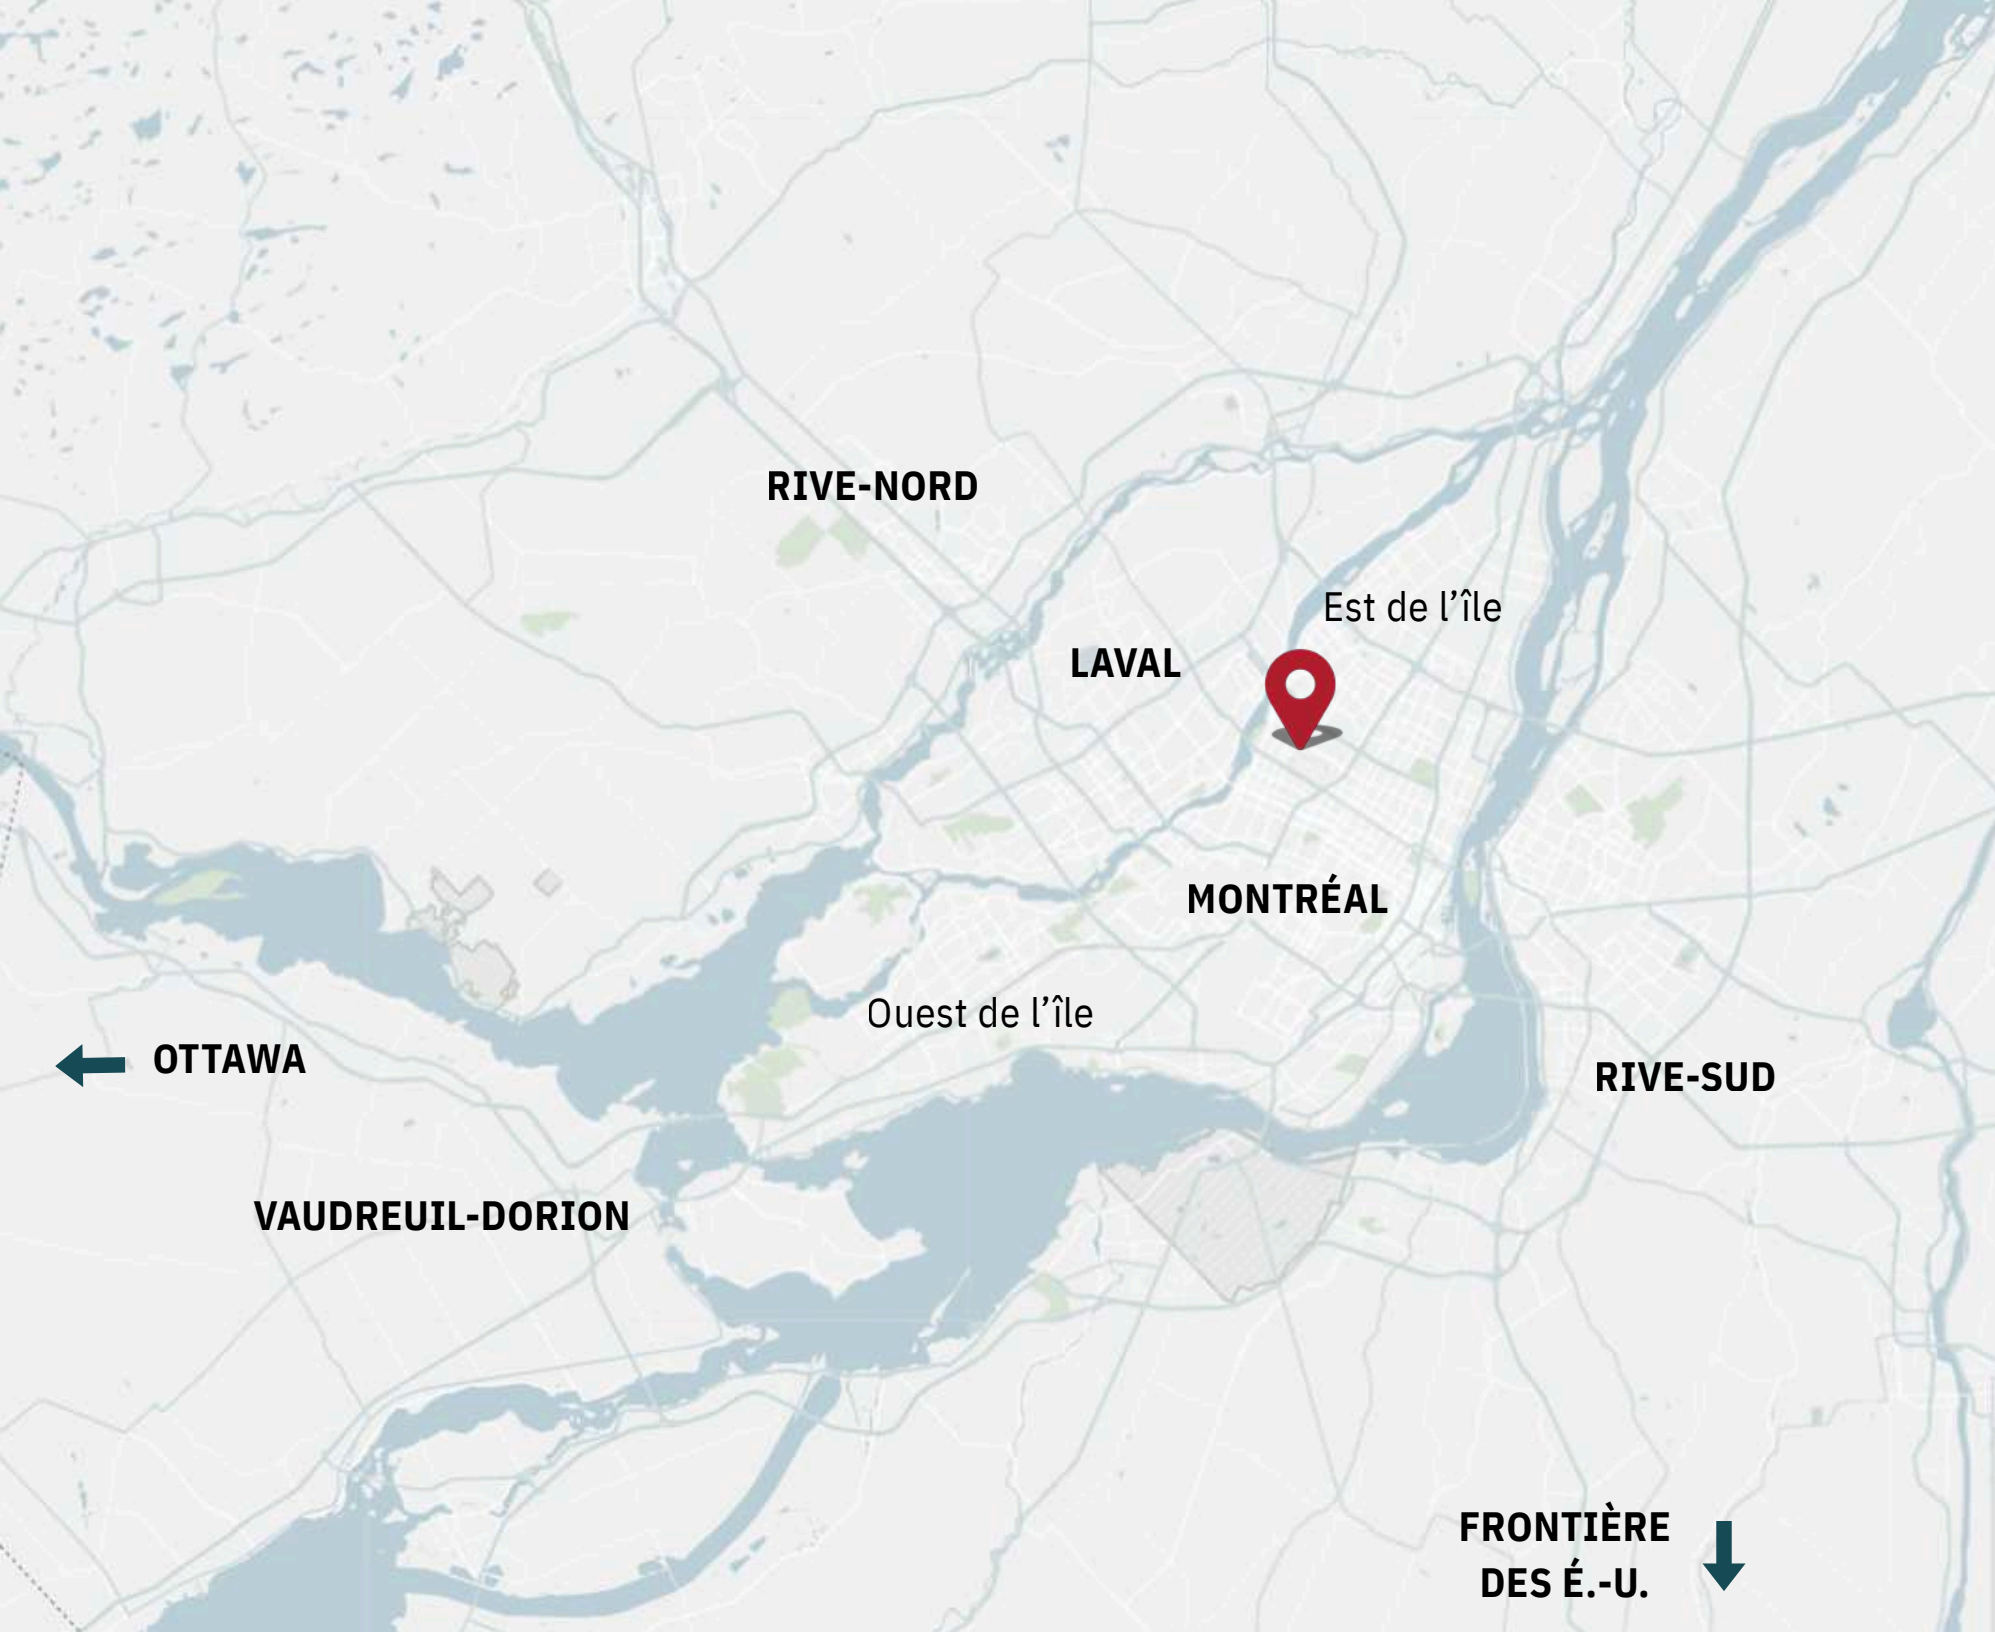 RIVE-NORD
Est de l’île
LAVAL
MONTRÉAL
Ouest de l’île
OTTAWA
RIVE-SUD
VAUDREUIL-DORION
FRONTIÈRE
DES É.-U.